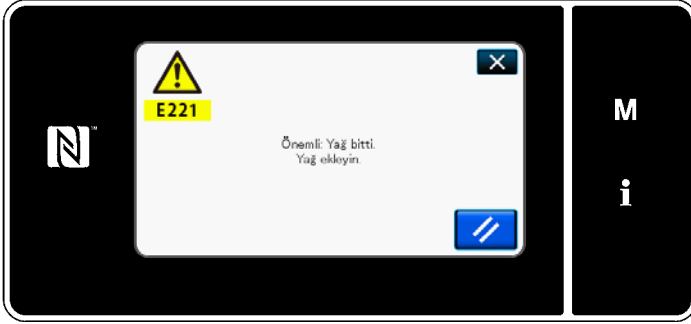 E221
Önemli: Yağ bitti.
Yağ ekleyin.
M
i